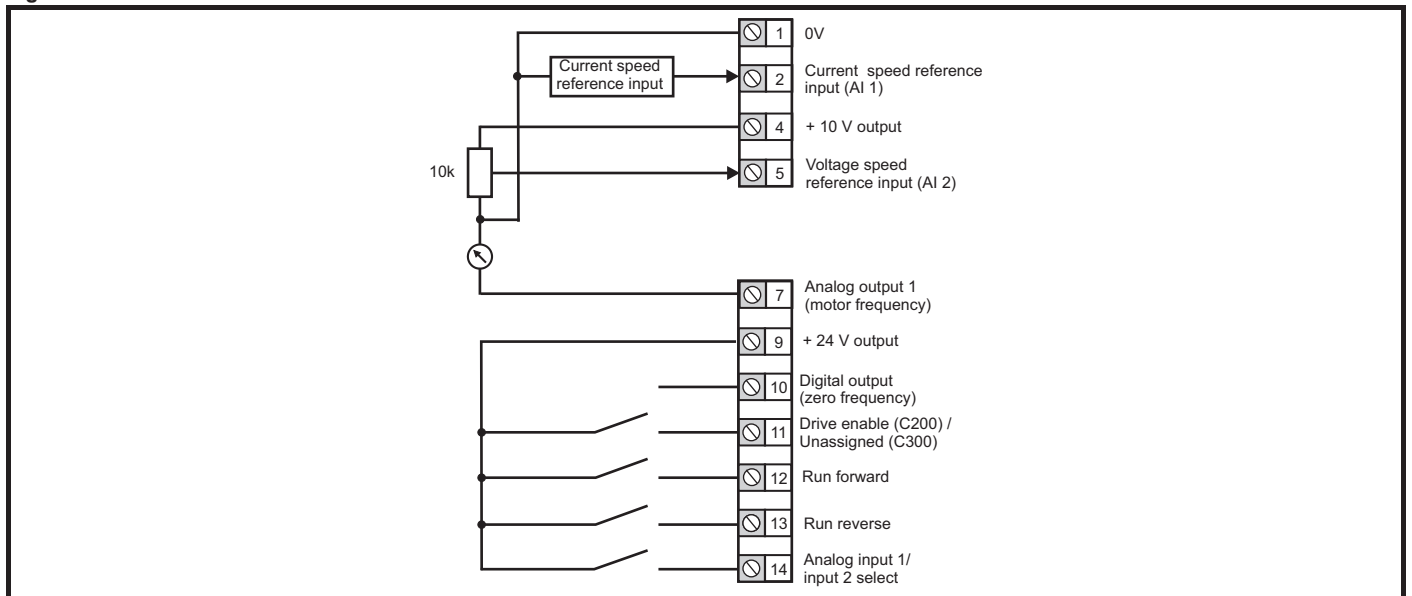 1 0V
Current speed
reference input
2 Current speed reference
input (AI 1)
4 + 10 V output
10k
5 Voltage speed
reference input (AI 2)
7 Analog output 1
(motor frequency)
9 + 24 V output
10 Digital output
(zero frequency)
11 Drive enable (C200) /
Unassigned (C300)
12 Run forward
13 Run reverse
14 Analog input 1/
input 2 select